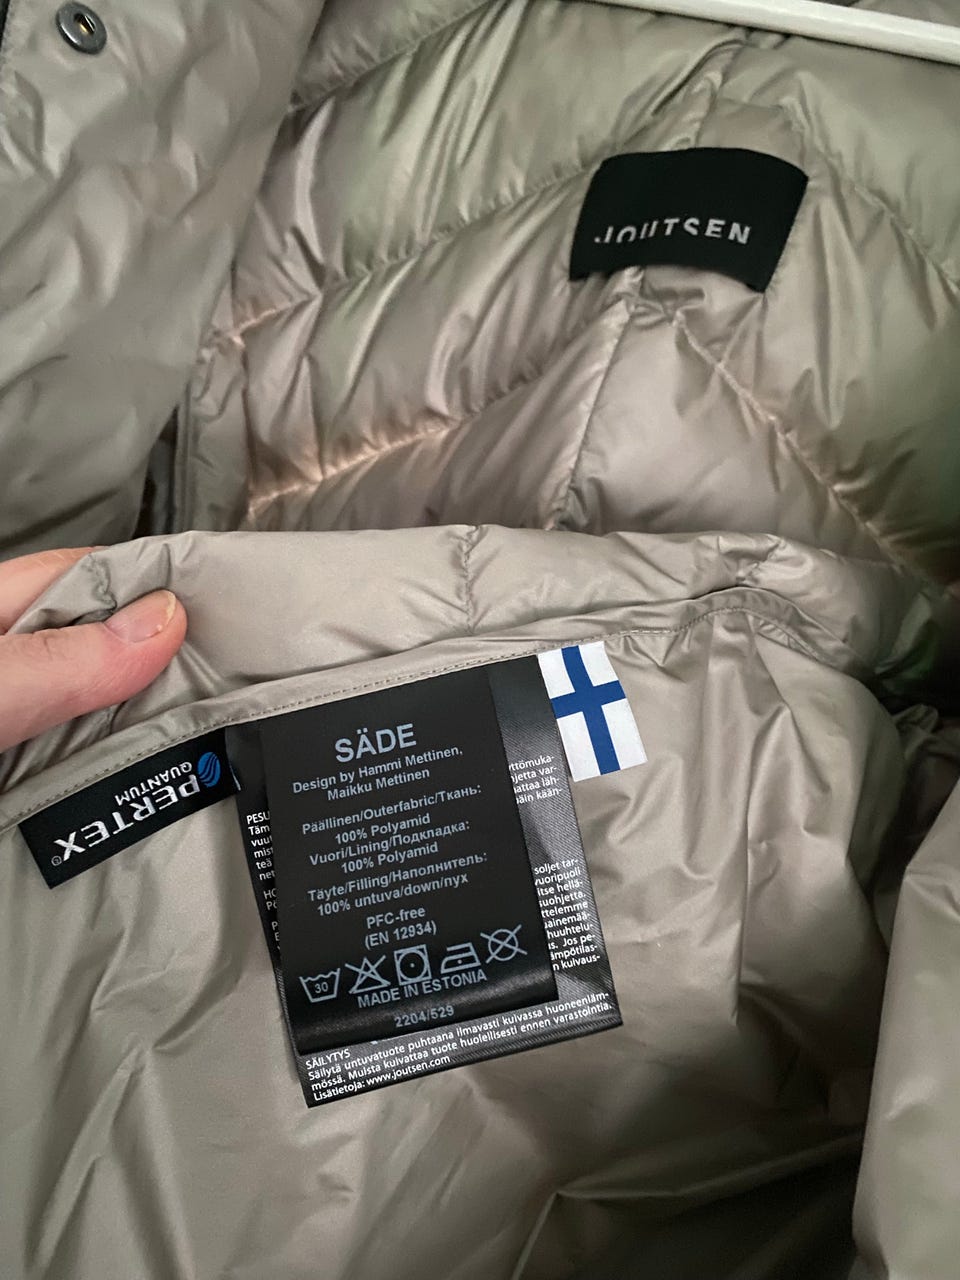 JOUTSEN
PERTEX®
QUANTUM
SÄDE
Design by Hammi Mettinen,
Maikku Mettinen
Päällinen/Outerfabric/Ткань:
100% Polyamid
Vuori/Lining/Подкладка:
100% Polyamid
Täyte/Filling/Наполнитель:
100% untuva/down/пух
PFC-free
(EN 12934)
30
MADE IN ESTONIA
2204/529
SÄILYTYS
Säilytä untuvatuote puhtaana ilmavasti kuivassa huoneenläm-
mössä. Muista kuivattaa tuote huolellisesti ennen varastointia.
Lisätietoja: www.joutsen.com